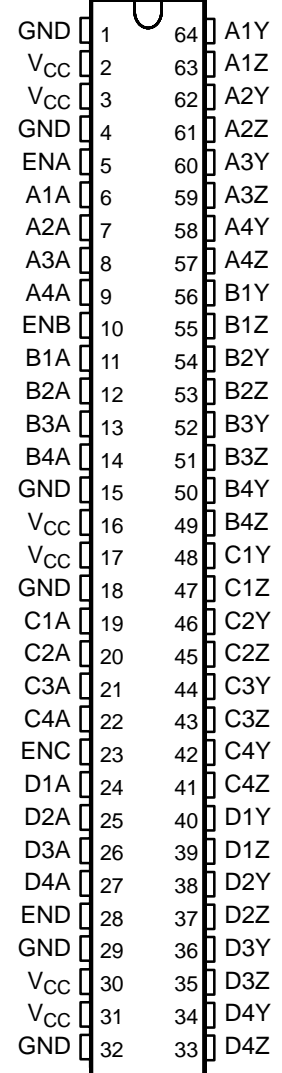 GND 1 64 A1Y
VCC 2 63 A1Z
VCC 3 62 A2Y
GND 4 61 A2Z
ENA 5 60 A3Y
A1A 6 59 A3Z
A2A 7 58 A4Y
A3A 8 57 A4Z
A4A 9 56 B1Y
ENB 10 55 B1Z
B1A 11 54 B2Y
B2A 12 53 B2Z
B3A 13 52 B3Y
B4A 14 51 B3Z
GND 15 50 B4Y
VCC 16 49 B4Z
VCC 17 48 C1Y
GND 18 47 C1Z
C1A 19 46 C2Y
C2A 20 45 C2Z
C3A 21 44 C3Y
C4A 22 43 C3Z
ENC 23 42 C4Y
D1A 24 41 C4Z
D2A 25 40 D1Y
D3A 26 39 D1Z
D4A 27 38 D2Y
END 28 37 D2Z
GND 29 36 D3Y
VCC 30 35 D3Z
VCC 31 34 D4Y
GND 32 33 D4Z